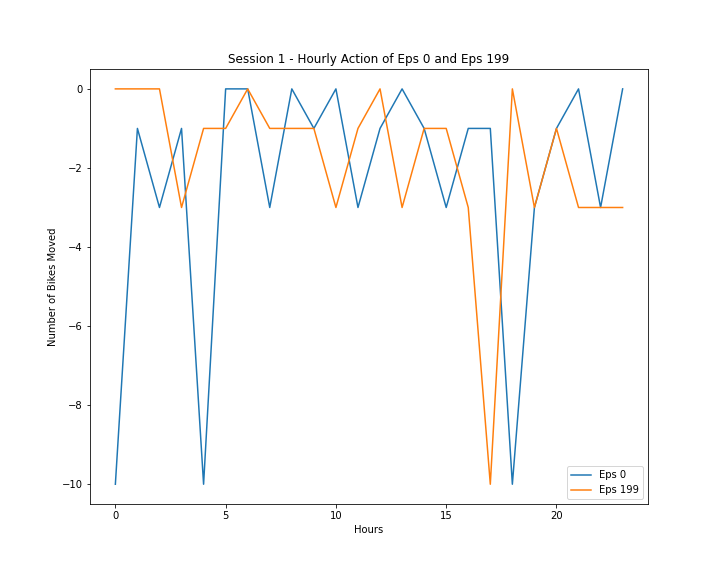 Session 1 - Hourly Action of Eps 0 and Eps 199
0
−2
−4
−6
−8
−10
Number of Bikes Moved
0 5 10 15 20
Hours
Eps 0
Eps 199